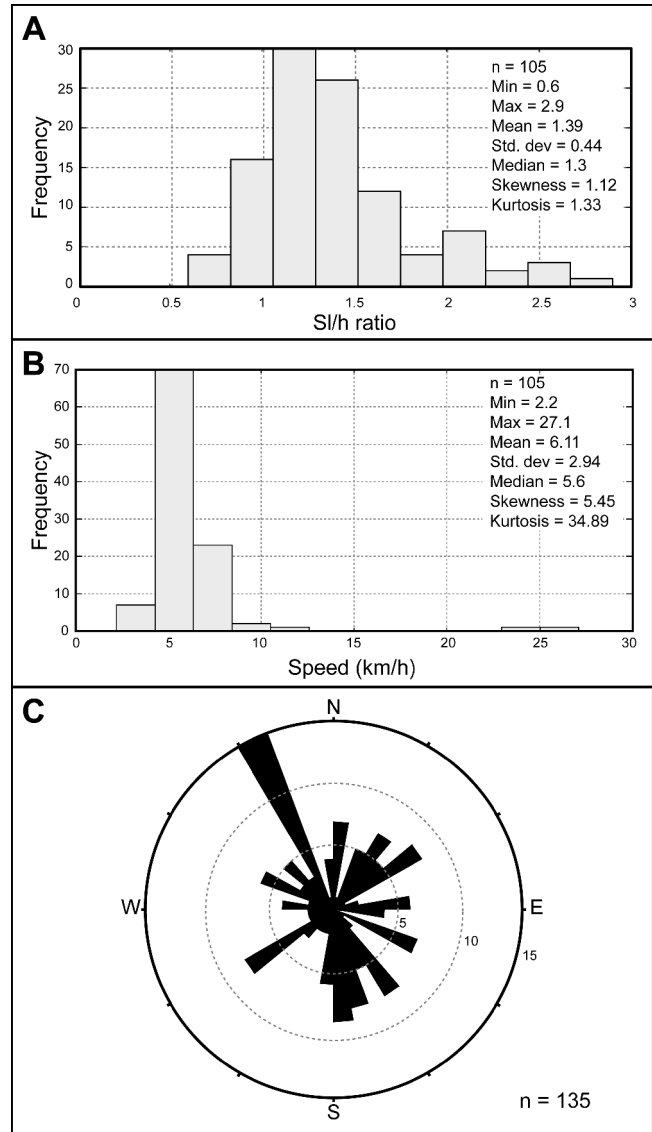 A
30
25
20
15
10
5
0
Frequency
n = 105
Min = 0.6
Max = 2.9
Mean = 1.39
Std. dev = 0.44
Median = 1.3
Skewness = 1.12
Kurtosis = 1.33
0 0.5 1 1.5 2 2.5 3
Sl/h ratio
B
70
60
50
40
30
20
10
0
Frequency
n = 105
Min = 2.2
Max = 27.1
Mean = 6.11
Std. dev = 2.94
Median = 5.6
Skewness = 5.45
Kurtosis = 34.89
0 5 10 15 20 25 30
Speed (km/h)
C
N
W
E
5
10
15
S
n = 135